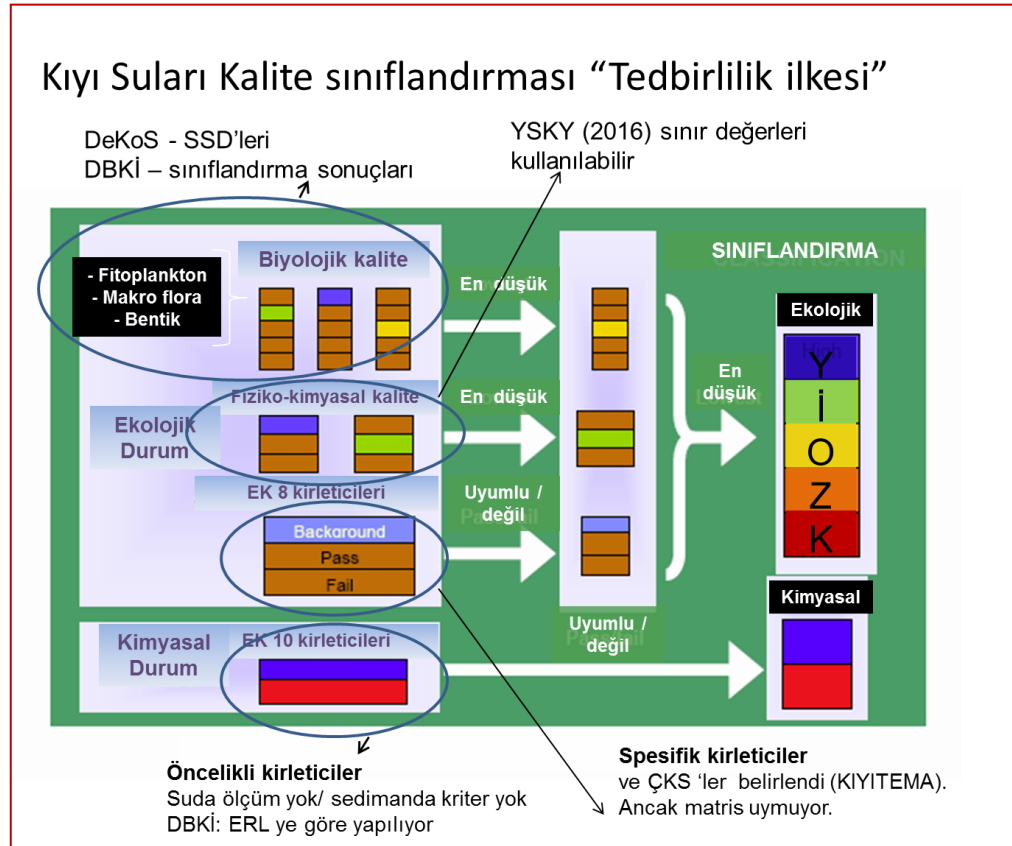 Kıyı Suları Kalite sınıflandırması “Tedbirlilik ilkesi”
DeKoS - SSD’leri
DBKİ – sınıflandırma sonuçları
YSKY (2016) sınır değerleri
kullanılabilir
Biyolojik kalite
- Fitoplankton
- Makro flora
- Bentik
En düşük
SINIFLANDIRMA
CLASSIFICATION
Ekolojik
High
Y
İ
O
Z
K
Fiziko-kimyasal kalite
En düşük
En
düşük
Lowest
Ekolojik
Durum
EK 8 kirleticileri
Uyumlu /
değil
Background
Pass
Fail
Kimyasal
Uyumlu /
değil
Kimyasal
Durum
EK 10 kirleticileri
Öncelikli kirleticiler
Suda ölçüm yok/ sedimanda kriter yok
DBKİ: ERL ye göre yapılıyor
Spesifik kirleticiler
ve ÇKS ‘ler belirlendi (KIYITEMA).
Ancak matris uymuyor.